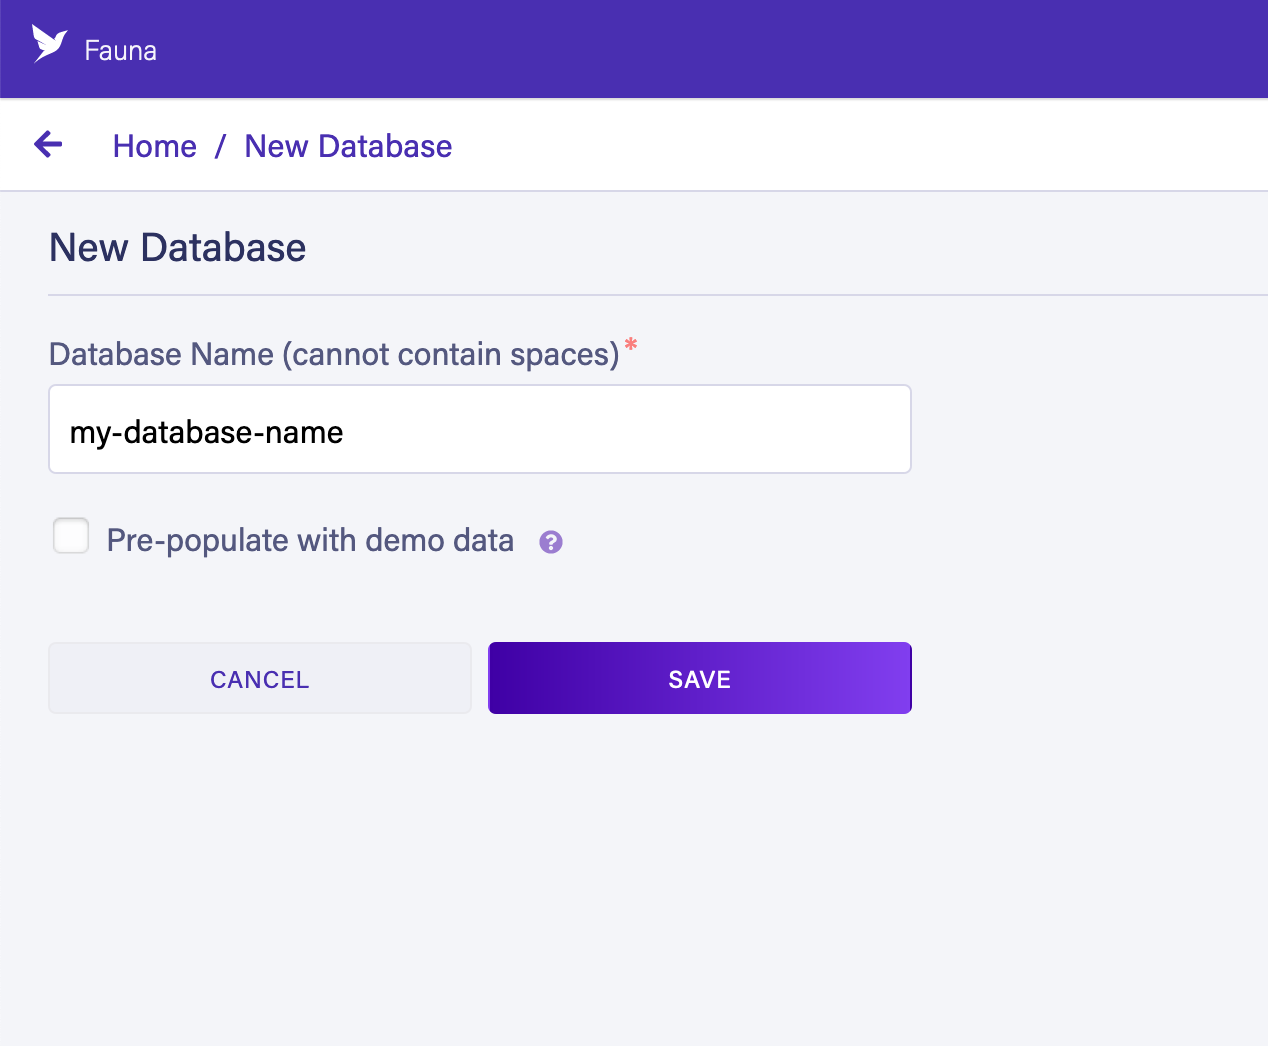 Fauna
Home / New Database
New Database
Database Name (cannot contain spaces)*
my-database-name
Pre-populate with demo data ?
CANCEL
SAVE